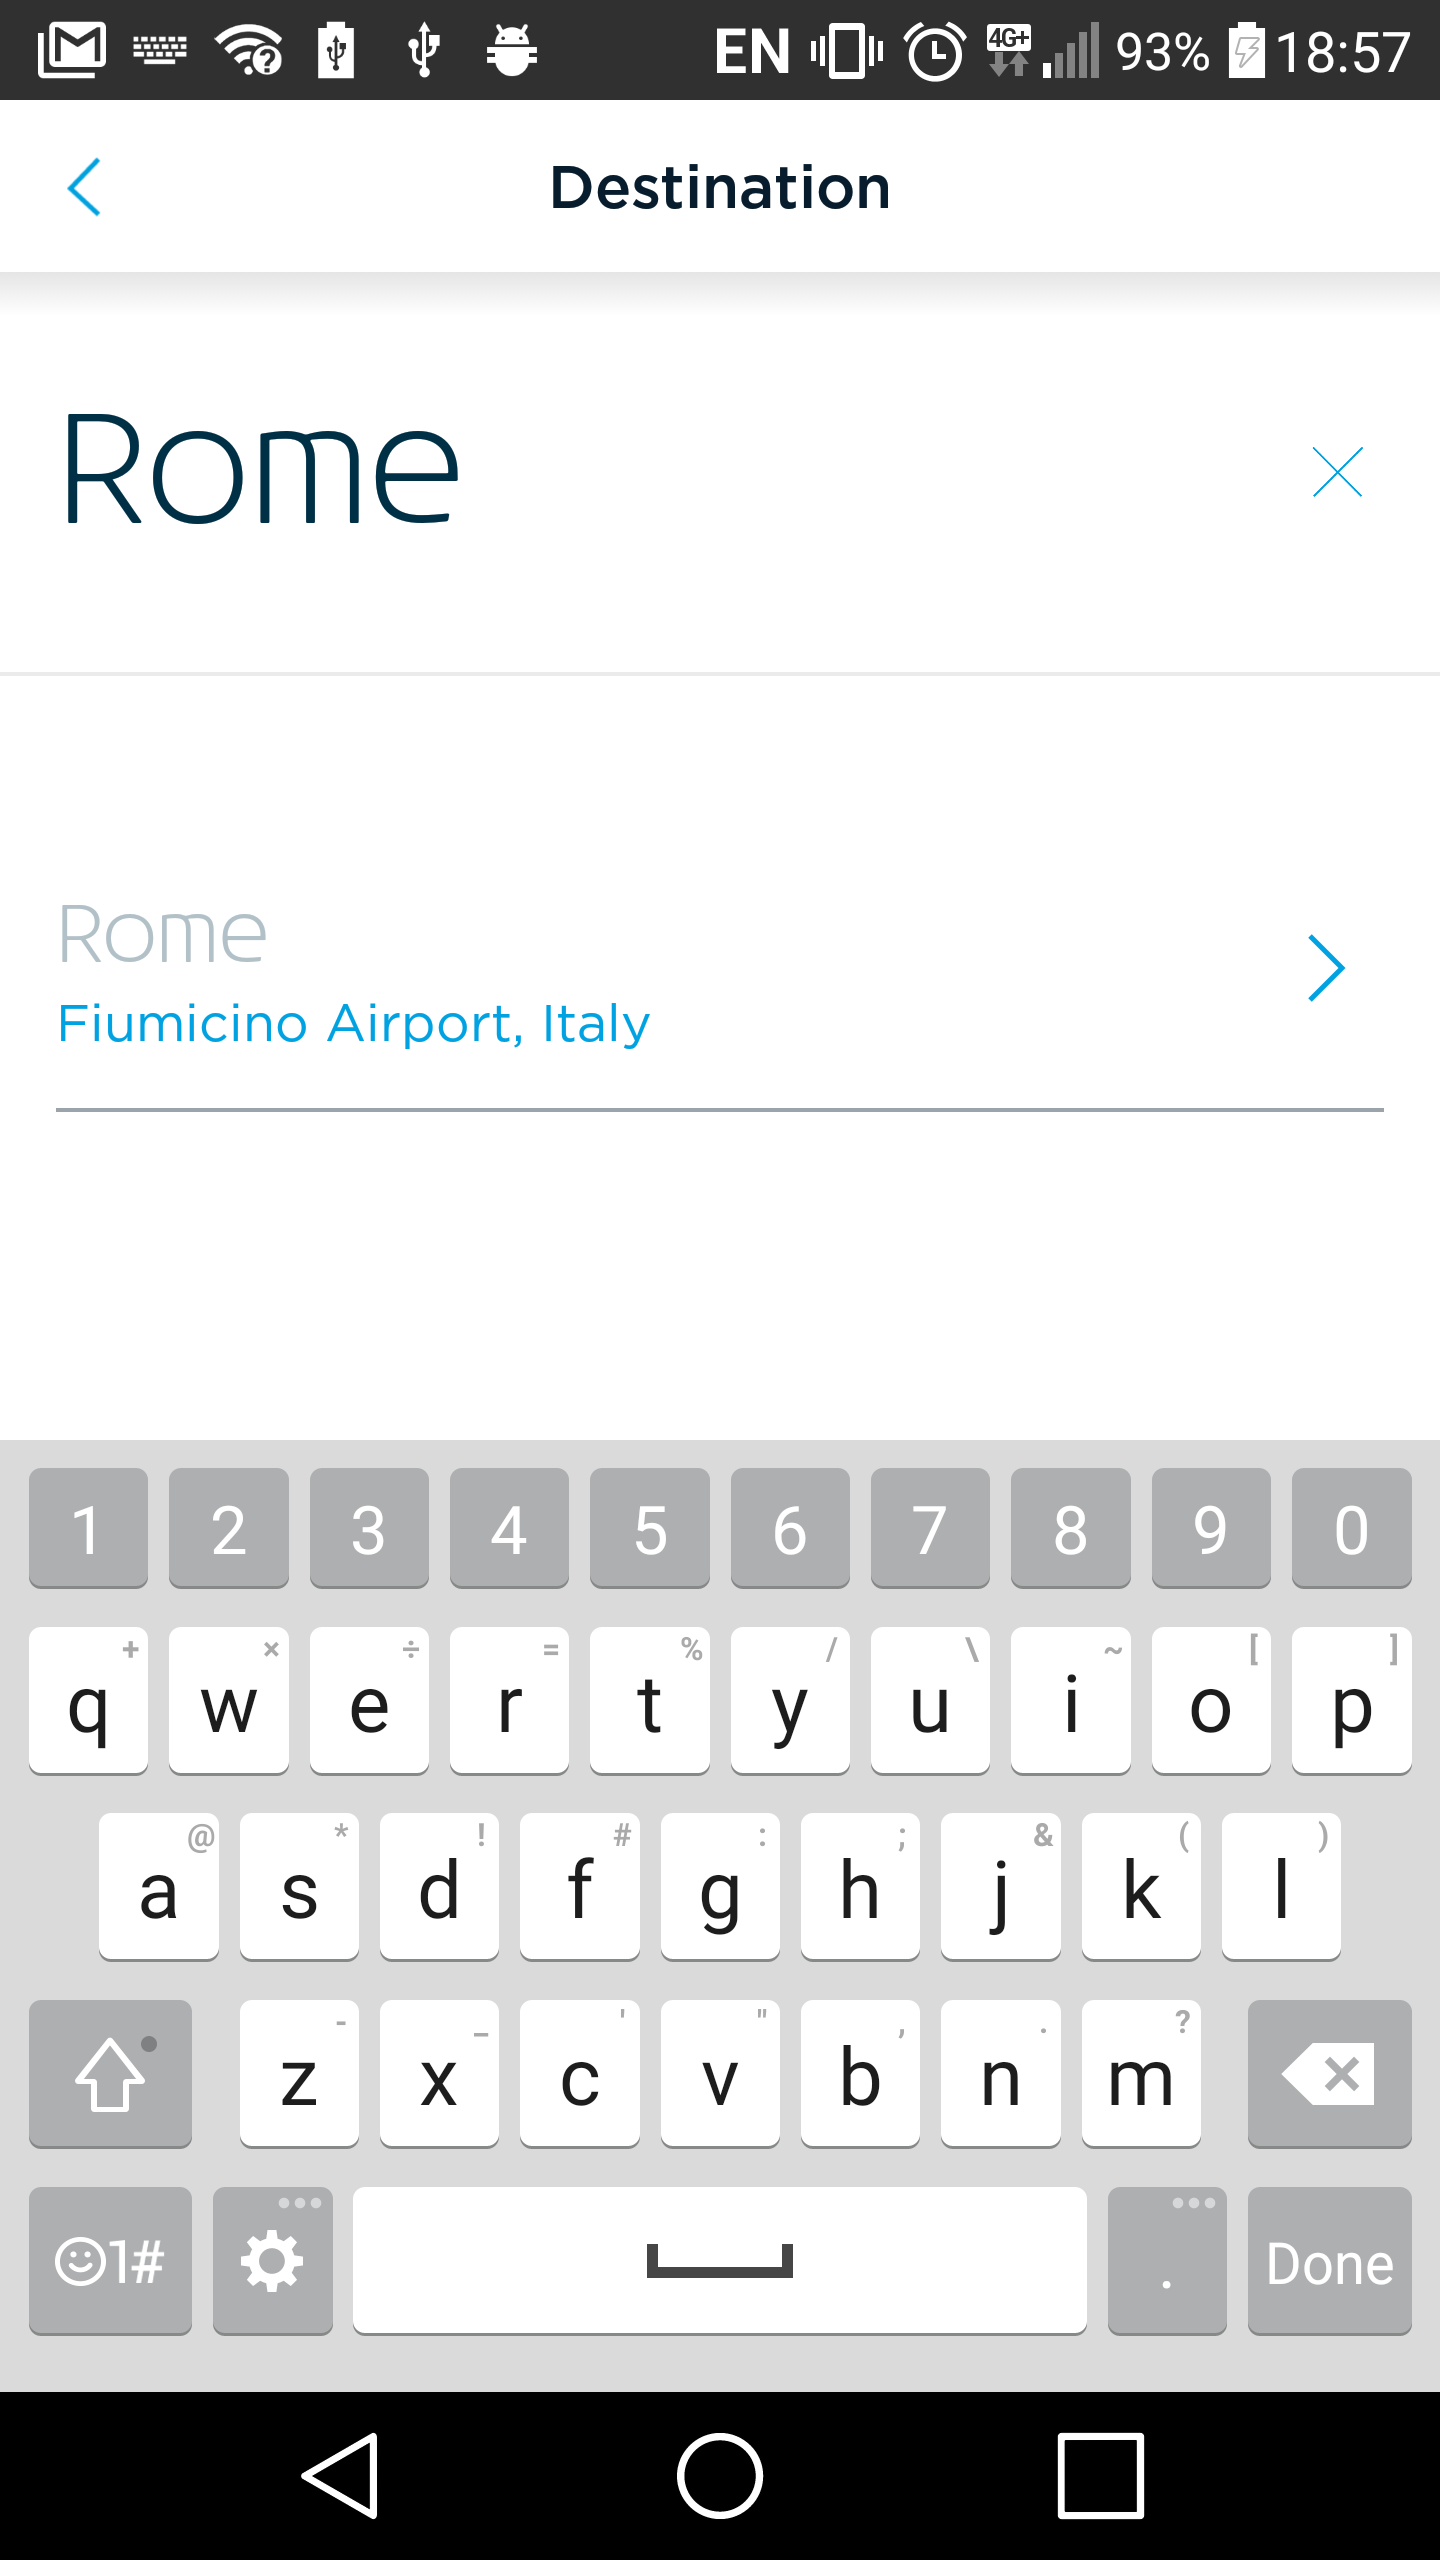 EN 4G+ 93% 18:57
Destination
Rome
Rome
Fiumicino Airport, Italy
1 2 3 4 5 6 7 8 9 0
+ × ÷ = % / \ ~ [ ]
q w e r t y u i o p
@ * ! # : ; & ( )
a s d f g h j k l
- _ ' " , . ?
z x c v b n m
1# . Done